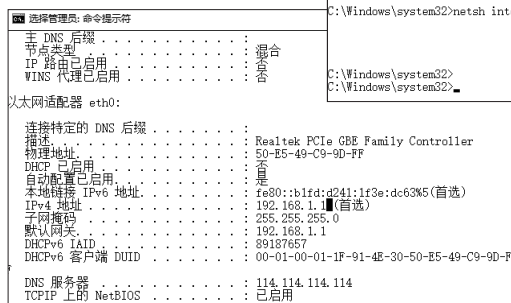 选择管理员: 命令提示符
主 DNS 后缀 . . . . . . . . . . . :
节点类型 . . . . . . . . . . . . : 混合
IP 路由已启用 . . . . . . . . . . : 否
WINS 代理已启用 . . . . . . . . . : 否
C:\Windows\system32>netsh int
C:\Windows\system32>
C:\Windows\system32>
以太网适配器 eth0:
连接特定的 DNS 后缀 . . . . . . . :
描述. . . . . . . . . . . . . . . : Realtek PCIe GBE Family Controller
物理地址. . . . . . . . . . . . . : 50-E5-49-C9-9D-FF
DHCP 已启用 . . . . . . . . . . . : 否
自动配置已启用. . . . . . . . . . : 是
本地链接 IPv6 地址. . . . . . . . : fe80::b1fd:d241:1f3e:dc63%5(首选)
IPv4 地址 . . . . . . . . . . . . : 192.168.1.1(首选)
子网掩码 . . . . . . . . . . . . : 255.255.255.0
默认网关. . . . . . . . . . . . . : 192.168.1.1
DHCPv6 IAID . . . . . . . . . . . : 89187657
DHCPv6 客户端 DUID . . . . . . . : 00-01-00-01-1F-91-4E-30-50-E5-49-C9-9D-F
DNS 服务器 . . . . . . . . . . . : 114.114.114.114
TCPIP 上的 NetBIOS . . . . . . . : 已启用